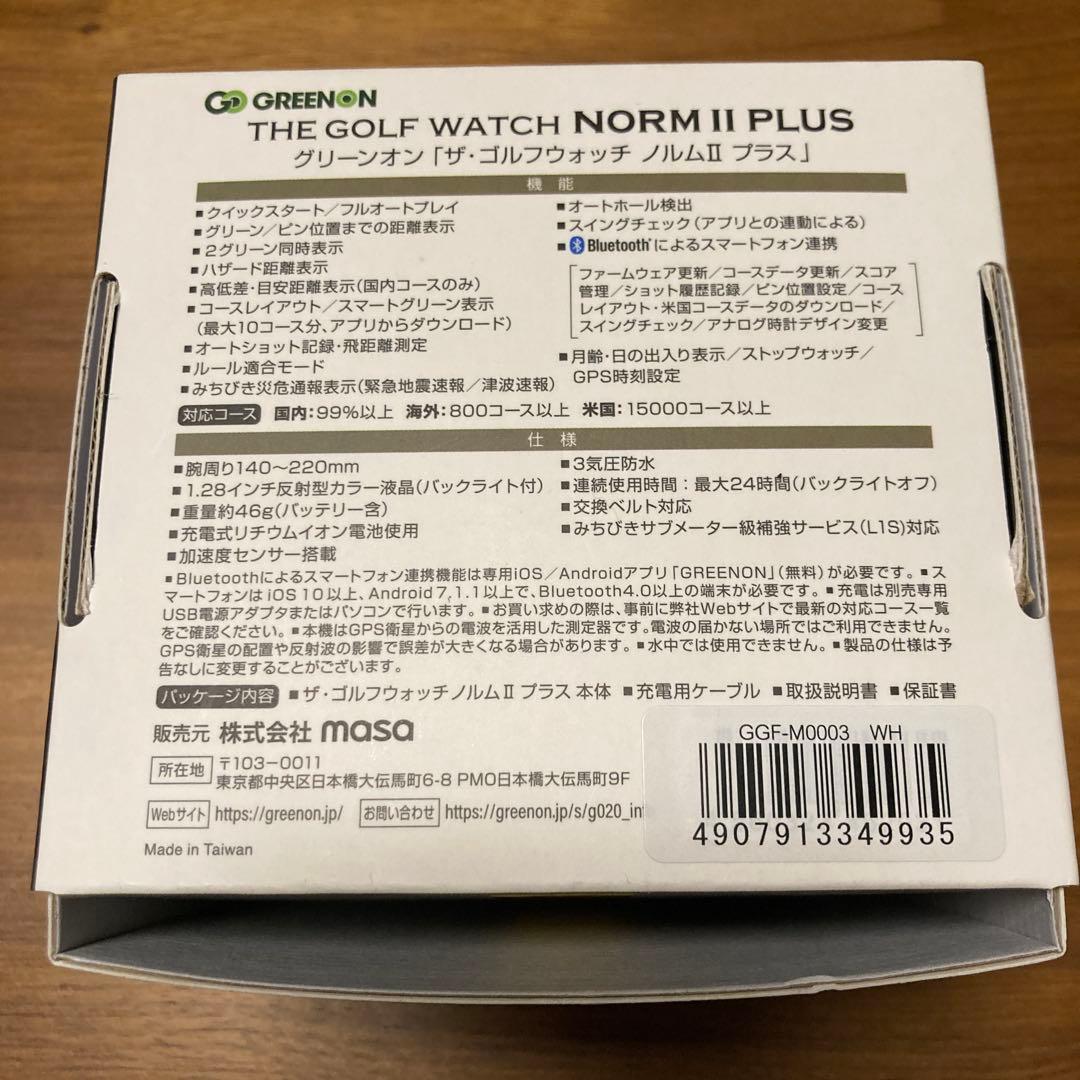 GREENON
THE GOLF WATCH NORM II PLUS
グリーンオン「ザ・ゴルフウォッチ ノルムⅡ プラス」
機能
■クイックスタート/フルオートプレイ
■グリーン/ピン位置までの距離表示
■2グリーン同時表示
■ハザード距離表示
■高低差・目安距離表示(国内コースのみ)
■コースレイアウト/スマートグリーン表示
(最大10コース分、アプリからダウンロード)
■オートショット記録・飛距離測定
■ルール適合モード
■みちびき災危通報表示(緊急地震速報/津波速報)
■オートホール検出
■スイングチェック(アプリとの連動による)
■Bluetooth®によるスマートフォン連携
ファームウェア更新/コースデータ更新/スコア
管理/ショット履歴記録/ピン位置設定/コース
レイアウト・米国コースデータのダウンロード/
スイングチェック/アナログ時計デザイン変更
■月齢・日の出入り表示/ストップウォッチ/
GPS時刻設定
対応コース 国内:99%以上 海外:800コース以上 米国:15000コース以上
仕様
■腕周り140〜220mm
■1.28インチ反射型カラー液晶(バックライト付)
■重量約46g(バッテリー含)
■充電式リチウムイオン電池使用
■加速度センサー搭載
■3気圧防水
■連続使用時間:最大24時間(バックライトオフ)
■交換ベルト対応
■みちびきサブメーター級補強サービス(L1S)対応
■Bluetoothによるスマートフォン連携機能は専用iOS/Androidアプリ「GREENON」(無料)が必要です。■ス
マートフォンは iOS 10以上、Android 7.1.1以上で、Bluetooth4.0以上の端末が必要です。■充電は別売専用
USB電源アダプタまたはパソコンで行います。■お買い求めの際は、事前に弊社Webサイトで最新の対応コース一覧
をご確認ください。■本機はGPS衛星からの電波を活用した測定器です。電波の届かない場所ではご利用できません。
GPS衛星の配置や反射波の影響で誤差が大きくなる場合があります。■水中では使用できません。■製品の仕様は予
告なしに変更することがございます。
パッケージ内容 ■ザ・ゴルフウォッチノルムⅡ プラス 本体 ■充電用ケーブル ■取扱説明書 ■保証書
販売元 株式会社 masa
所在地 〒103-0011
東京都中央区日本橋大伝馬町6-8 PMO日本橋大伝馬町9F
Webサイト https://greenon.jp/ お問い合わせ https://greenon.jp/s/g020_in
Made in Taiwan
GGF-M0003 WH
4907913349935